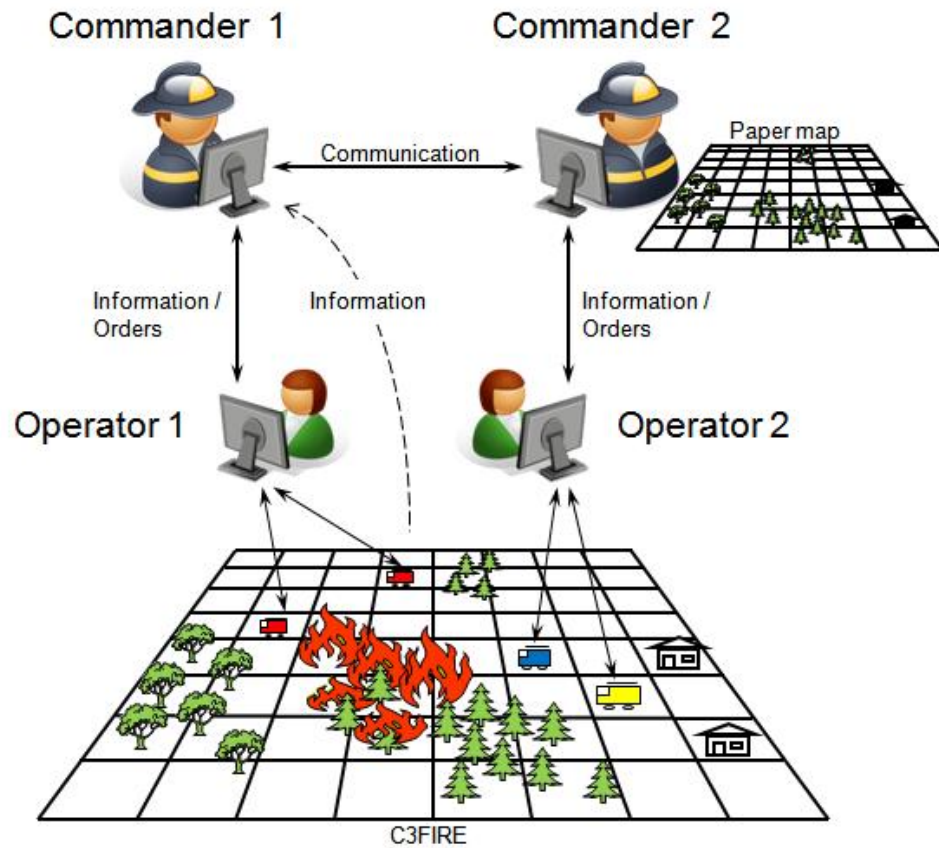 Commander 1
Commander 2
Paper map
Communication
Information /
Orders
Information
Information /
Orders
Operator 1
Operator 2
C3FIRE